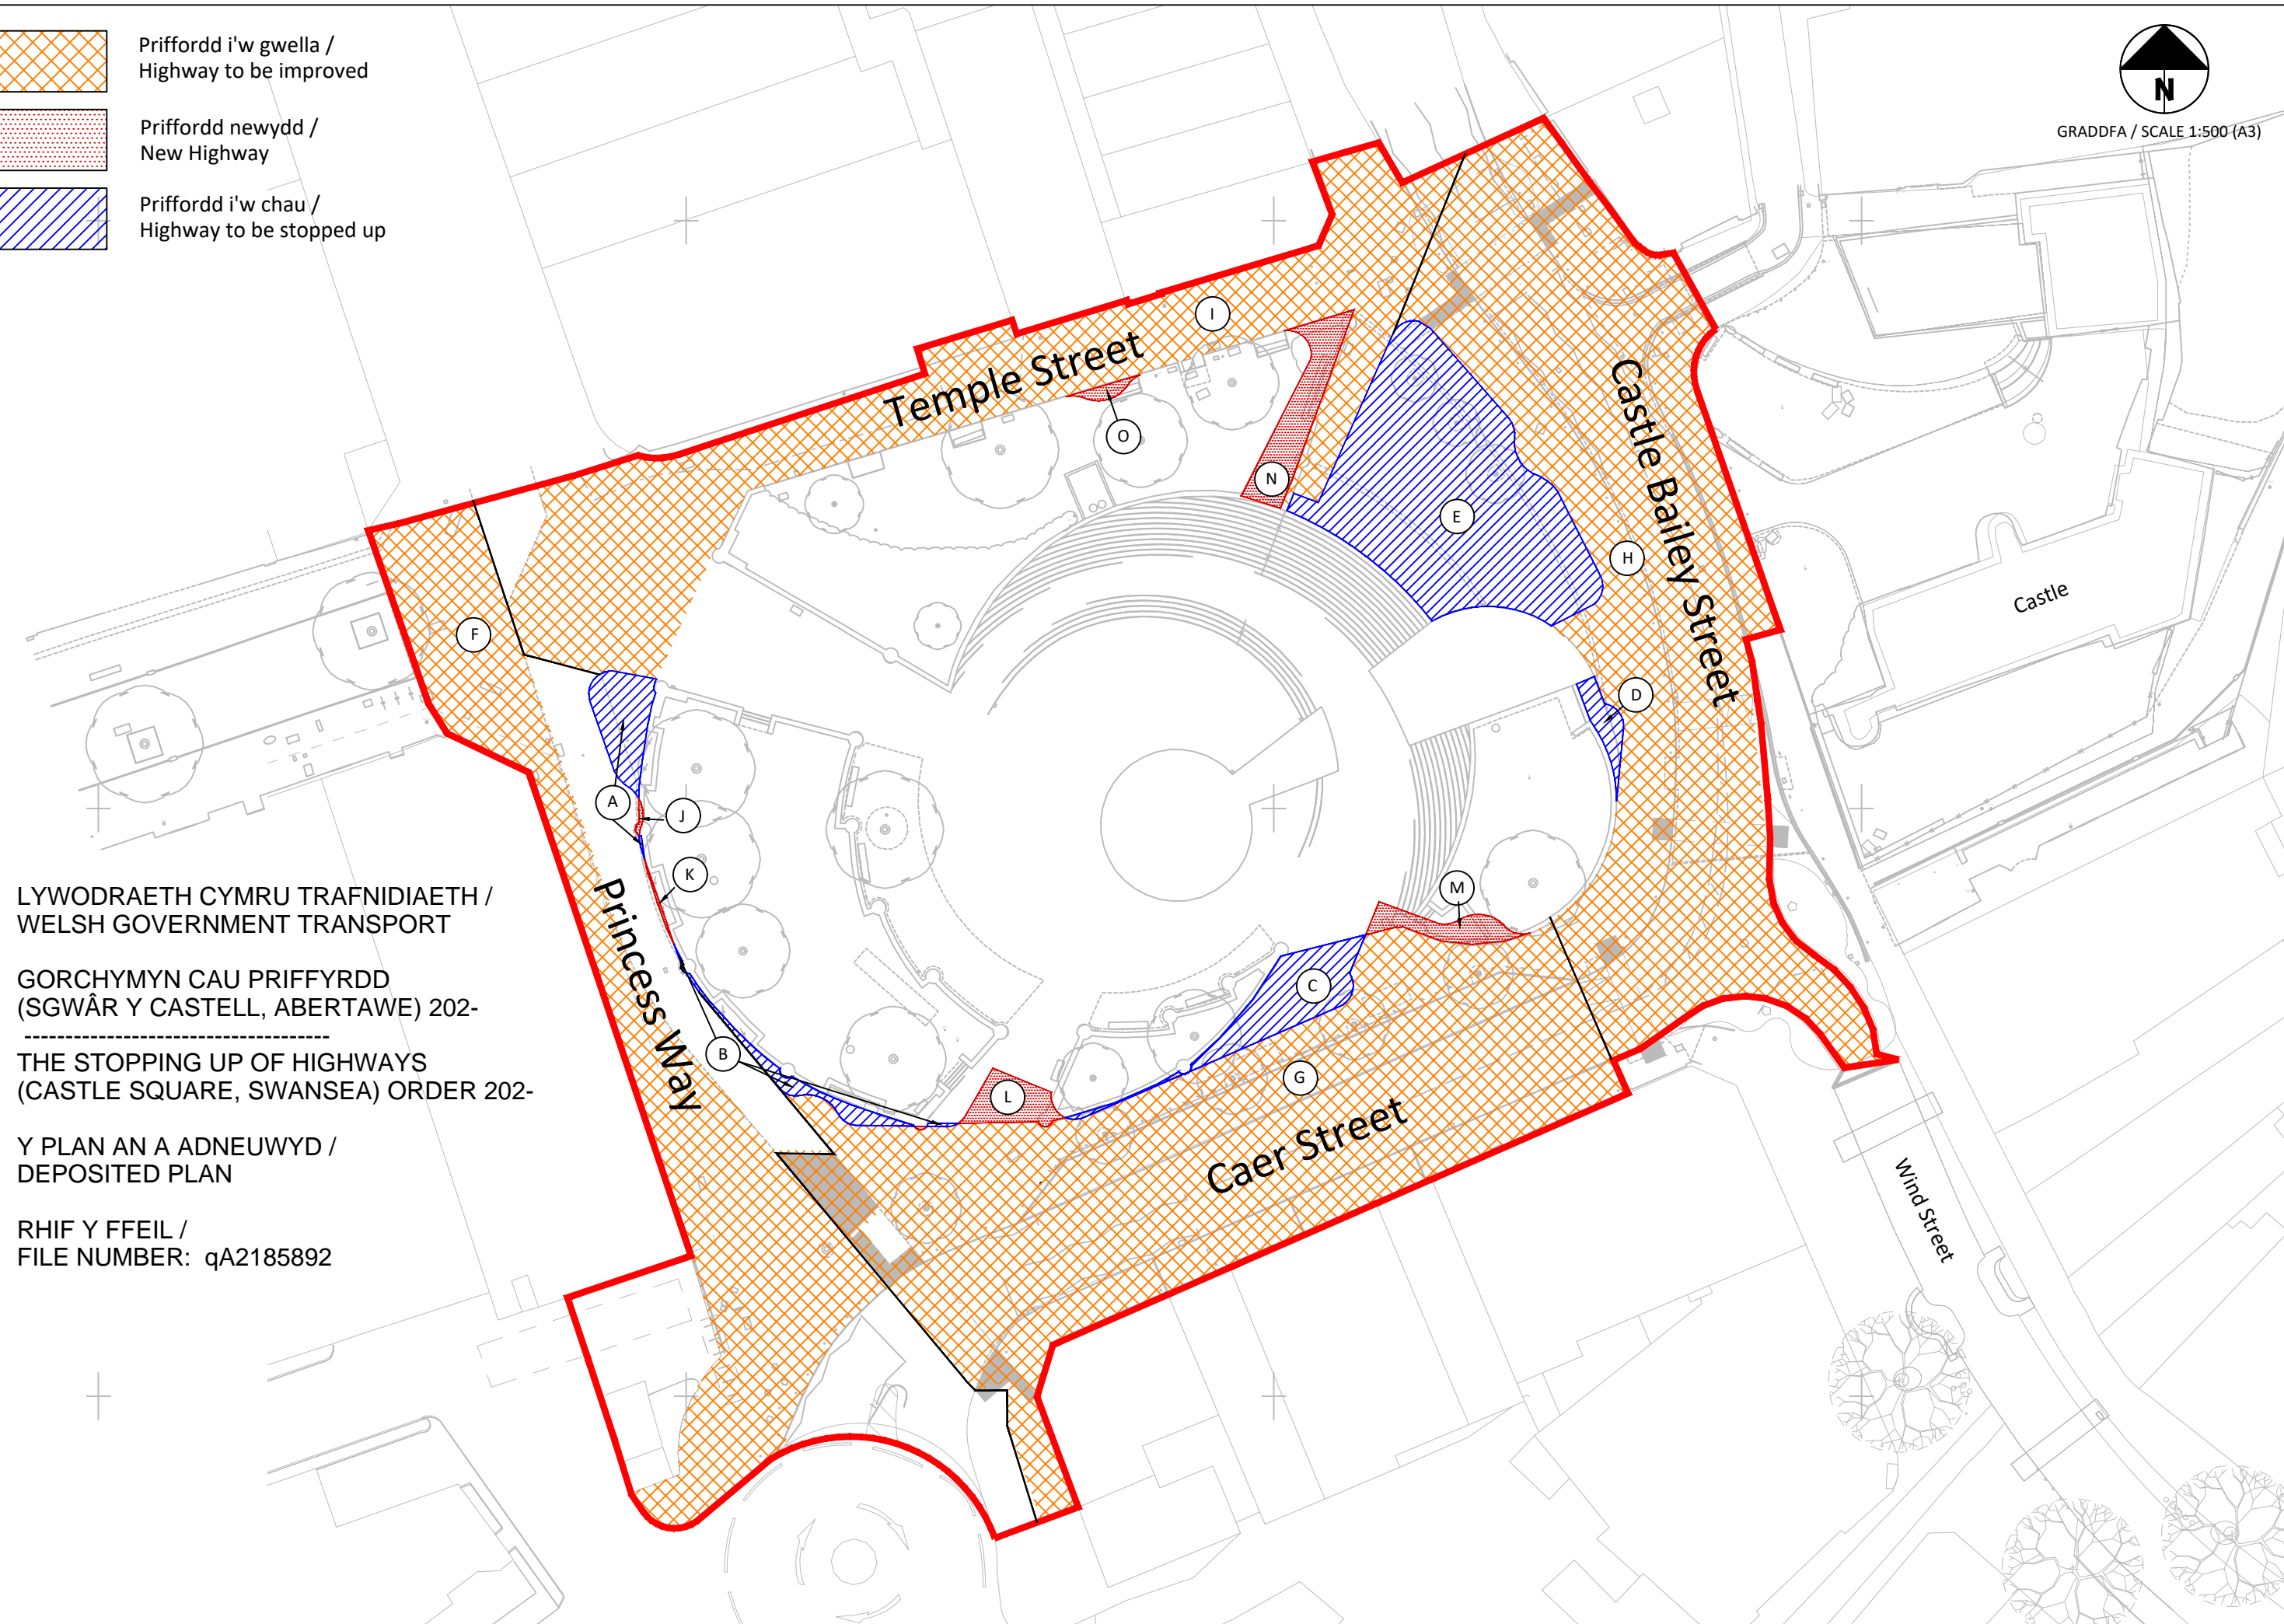 Priffordd i'w gwella /
Highway to be improved
Priffordd newydd /
New Highway
Priffordd i'w chau /
Highway to be stopped up
N
GRADDFA / SCALE 1:500 (A3)
I
Temple Street
O
N
E
Castle Bailey Street
H
Castle
F
D
A
J
K
M
Princess Way
C
B
L
G
Caer Street
Wind Street
LYWODRAETH CYMRU TRAFNIDIAETH /
WELSH GOVERNMENT TRANSPORT
GORCHYMYN CAU PRIFFYRDD
(SGWÂR Y CASTELL, ABERTAWE) 202-
-------------------------------------
THE STOPPING UP OF HIGHWAYS
(CASTLE SQUARE, SWANSEA) ORDER 202-
Y PLAN AN A ADNEUWYD /
DEPOSITED PLAN
RHIF Y FFEIL /
FILE NUMBER: qA2185892